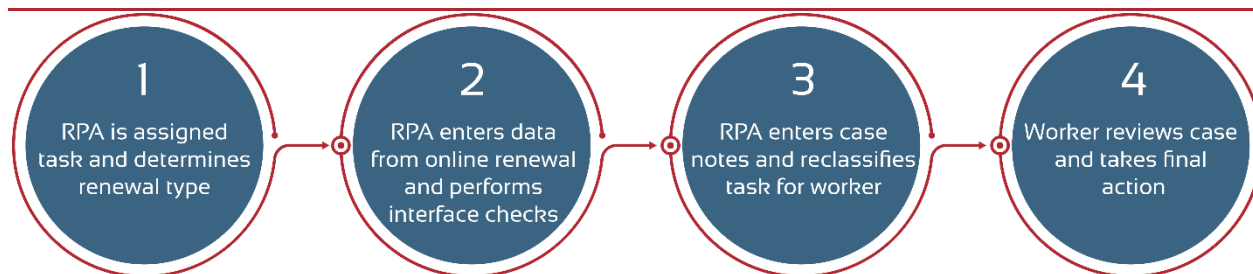 1
RPA is assigned
task and determines
renewal type
2
RPA enters data
from online renewal
and performs
interface checks
3
RPA enters case
notes and reclassifies
task for worker
4
Worker reviews case
and takes final
action